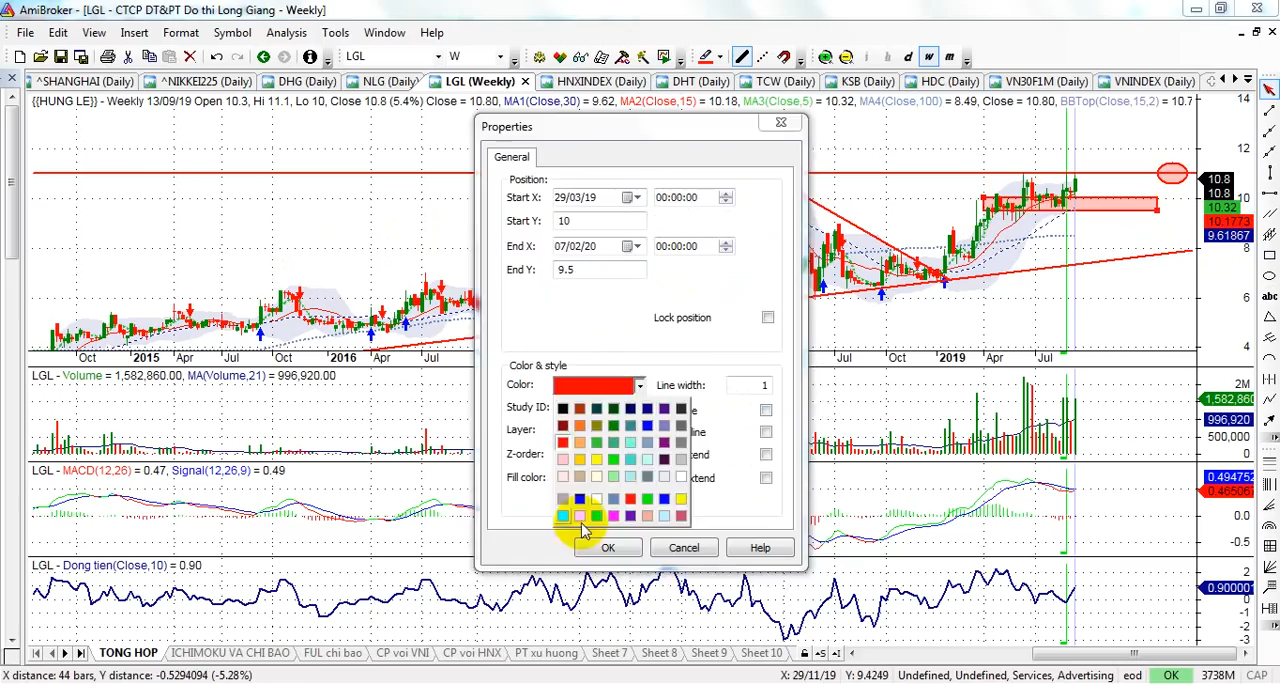 AmiBroker - [LGL - CTCP DT&PT Do thi Long Giang - Weekly]
File Edit View Insert Format Symbol Analysis Tools Window Help
LGL W i h d w m
^SHANGHAI (Daily) ^NIKKEI225 (Daily) DHG (Daily) NLG (Daily) LGL (Weekly) HNXINDEX (Daily) DHT (Daily) TCW (Daily) KSB (Daily) HDC (Daily) VN30F1M (Daily) VNINDEX (Daily)
{{HUNG LE}} - Weekly 13/09/19 Open 10.3, Hi 11.1, Lo 10, Close 10.8 (5.4%) Close = 10.80, MA1(Close,30) = 9.62, MA2(Close,15) = 10.18, MA3(Close,5) = 10.32, MA4(Close,100) = 8.49, Close = 10.80, BBTop(Close,15,2) = 10.7
14
12
10
8
6
4
10.8
10.8
10.32
10.1773
9.61867
Oct 2015 Apr Jul Oct 2016 Apr Jul Jul Oct 2019 Apr Jul
Properties
General
Position:
Start X: 29/03/19 00:00:00
Start Y: 10
End X: 07/02/20 00:00:00
End Y: 9.5
Lock position
Color & style
Color: Line width: 1
Study ID:
Layer:
Z-order:
Fill color:
OK Cancel Help
abc
LGL - Volume = 1,582,860.00, MA(Volume,21) = 996,920.00
2M
1,582,860
996,920
500,000
LGL - MACD(12,26) = 0.47, Signal(12,26,9) = 0.49
0.494752
0.465067
0.0
-0.5
LGL - Dong tien(Close,10) = 0.90
2
0.90000
0
-1
-2
-3
TONG HOP ICHIMOKU VA CHI BAO FUL chi bao CP voi VNI CP voi HNX PT xu huong Sheet 7 Sheet 8 Sheet 9 Sheet 10
X distance: 44 bars, Y distance: -0.5294094 (-5.28%) X: 29/11/19 Y: 9.4249 Undefined, Undefined, Services, Advertising eod OK 3738M CAP